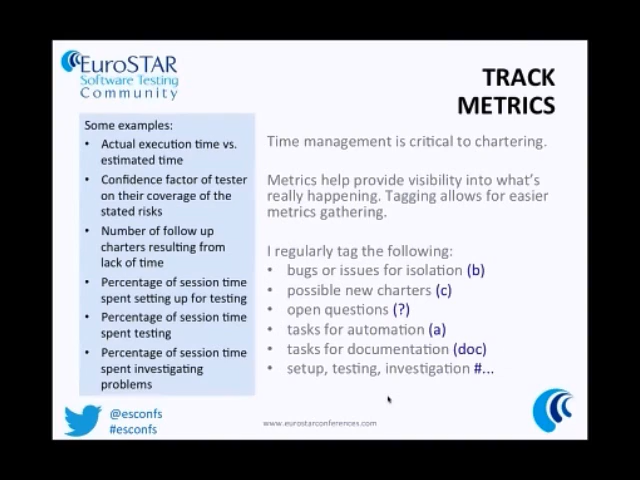 EuroSTAR
Software Testing
Community
TRACK
METRICS
Some examples:
• Actual execution time vs.
estimated time
• Confidence factor of tester
on their coverage of the
stated risks
• Number of follow up
charters resulting from
lack of time
• Percentage of session time
spent setting up for testing
• Percentage of session time
spent testing
• Percentage of session time
spent investigating
problems
Time management is critical to chartering.
Metrics help provide visibility into what's
really happening. Tagging allows for easier
metrics gathering.
I regularly tag the following:
• bugs or issues for isolation (b)
• possible new charters (c)
• open questions (?)
• tasks for automation (a)
• tasks for documentation (doc)
• setup, testing, investigation #...
@esconfs
#esconfs
www.eurostarconferences.com